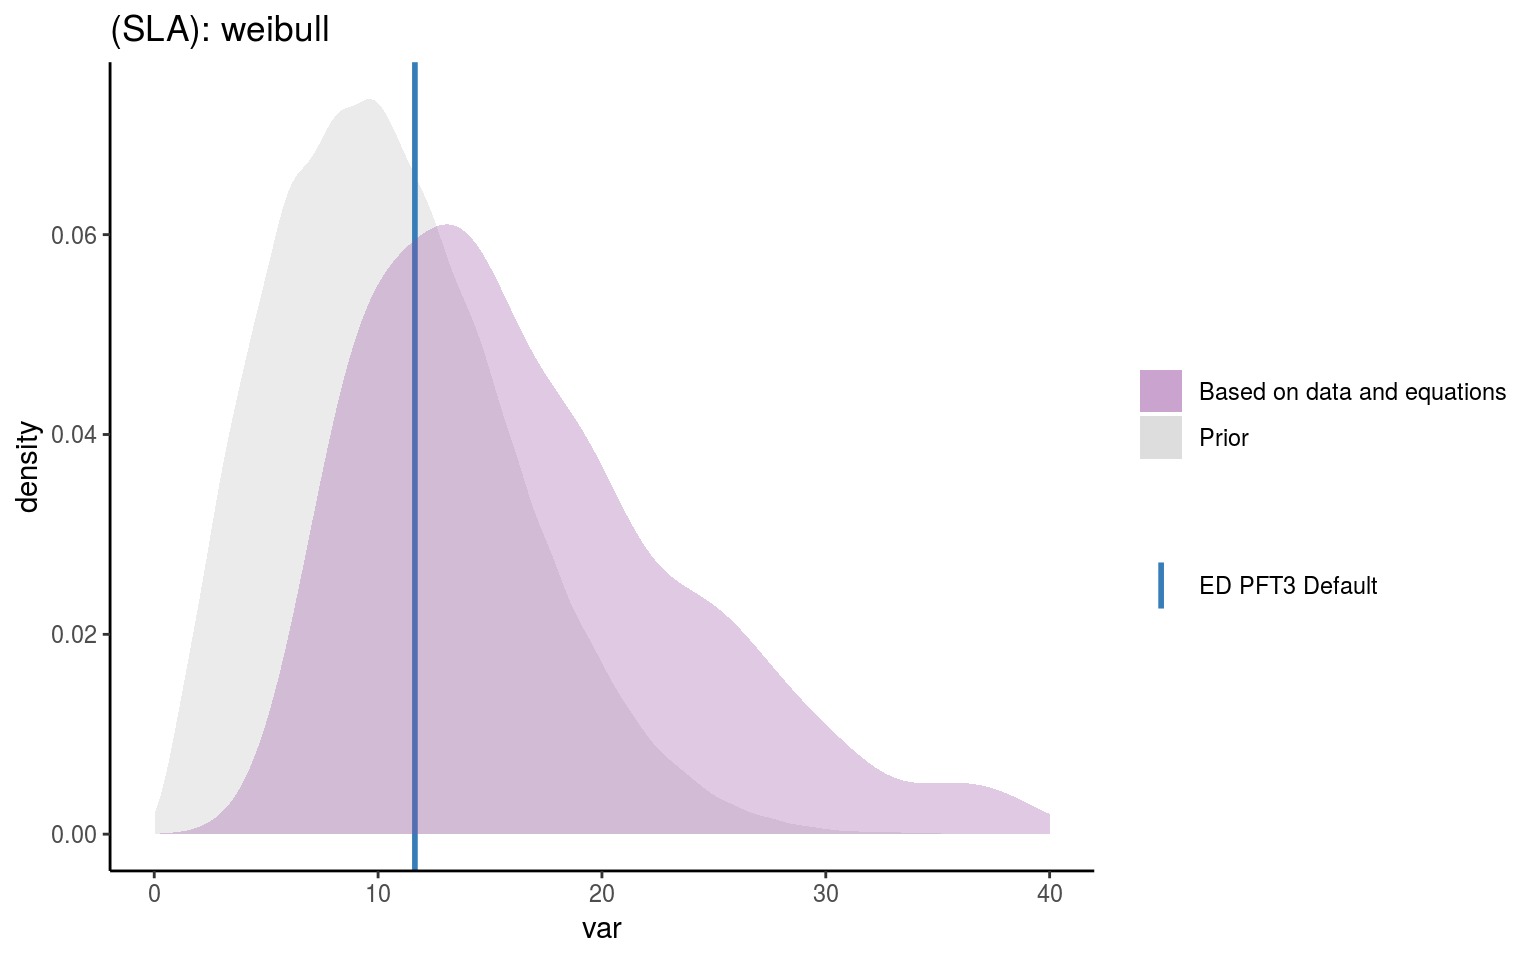 (SLA): weibull
density
0.06
0.04
0.02
0.00
0
10
20
30
40
var
Based on data and equations
Prior
ED PFT3 Default